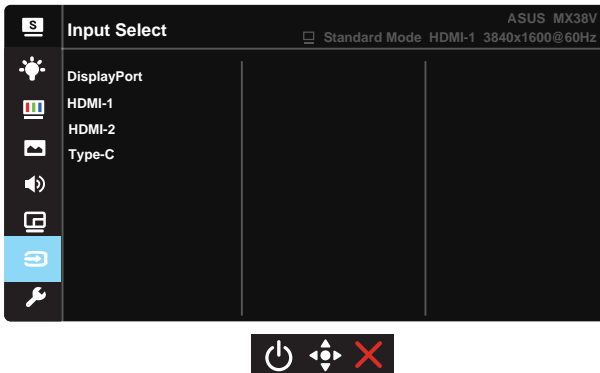 S
Input Select
ASUS MX38V
Standard Mode HDMI-1 3840x1600@60Hz
DisplayPort
HDMI-1
HDMI-2
Type-C